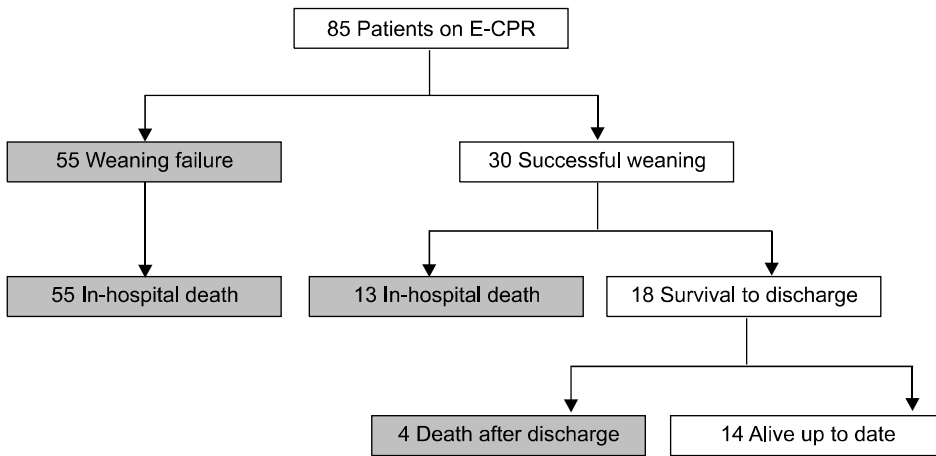 85 Patients on E-CPR
55 Weaning failure
30 Successful weaning
55 In-hospital death
13 In-hospital death
18 Survival to discharge
4 Death after discharge
14 Alive up to date